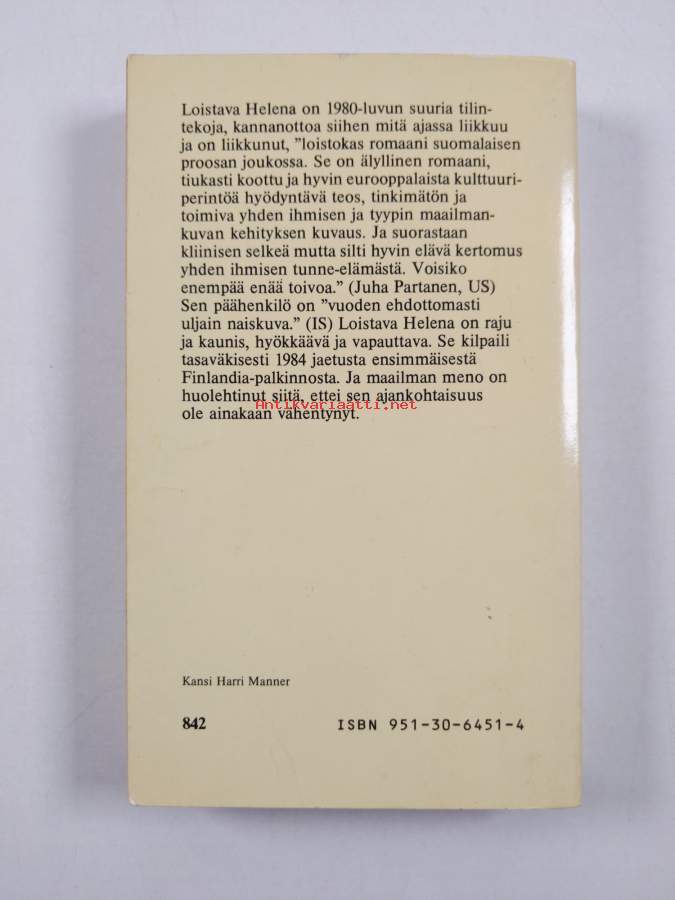 Loistava Helena on 1980-luvun suuria tilin-
tekoja, kannanottoa siihen mitä ajassa liikkuu
ja on liikkunut, ”loistokas romaani suomalaisen
proosan joukossa. Se on älyllinen romaani,
tiukasti koottu ja hyvin eurooppalaista kulttuuri-
perintöä hyödyntävä teos, tinkimätön ja
toimiva yhden ihmisen ja tyypin maailman-
kuvan kehityksen kuvaus. Ja suorastaan
kliinisen selkeä mutta silti hyvin elävä kertomus
yhden ihmisen tunne-elämästä. Voisiko
enempää enää toivoa.” (Juha Partanen, US)
Sen päähenkilö on ”vuoden ehdottomasti
uljain naiskuva.” (IS) Loistava Helena on raju
ja kaunis, hyökkäävä ja vapauttava. Se kilpaili
tasaväkisesti 1984 jaetusta ensimmäisestä
Finlandia-palkinnosta. Ja maailman meno on
huolehtinut siitä, ettei sen ajankohtaisuus
Antikvariaatti.net
ole ainakaan vähentynyt.
Kansi Harri Manner
842 ISBN 951-30-6451-4